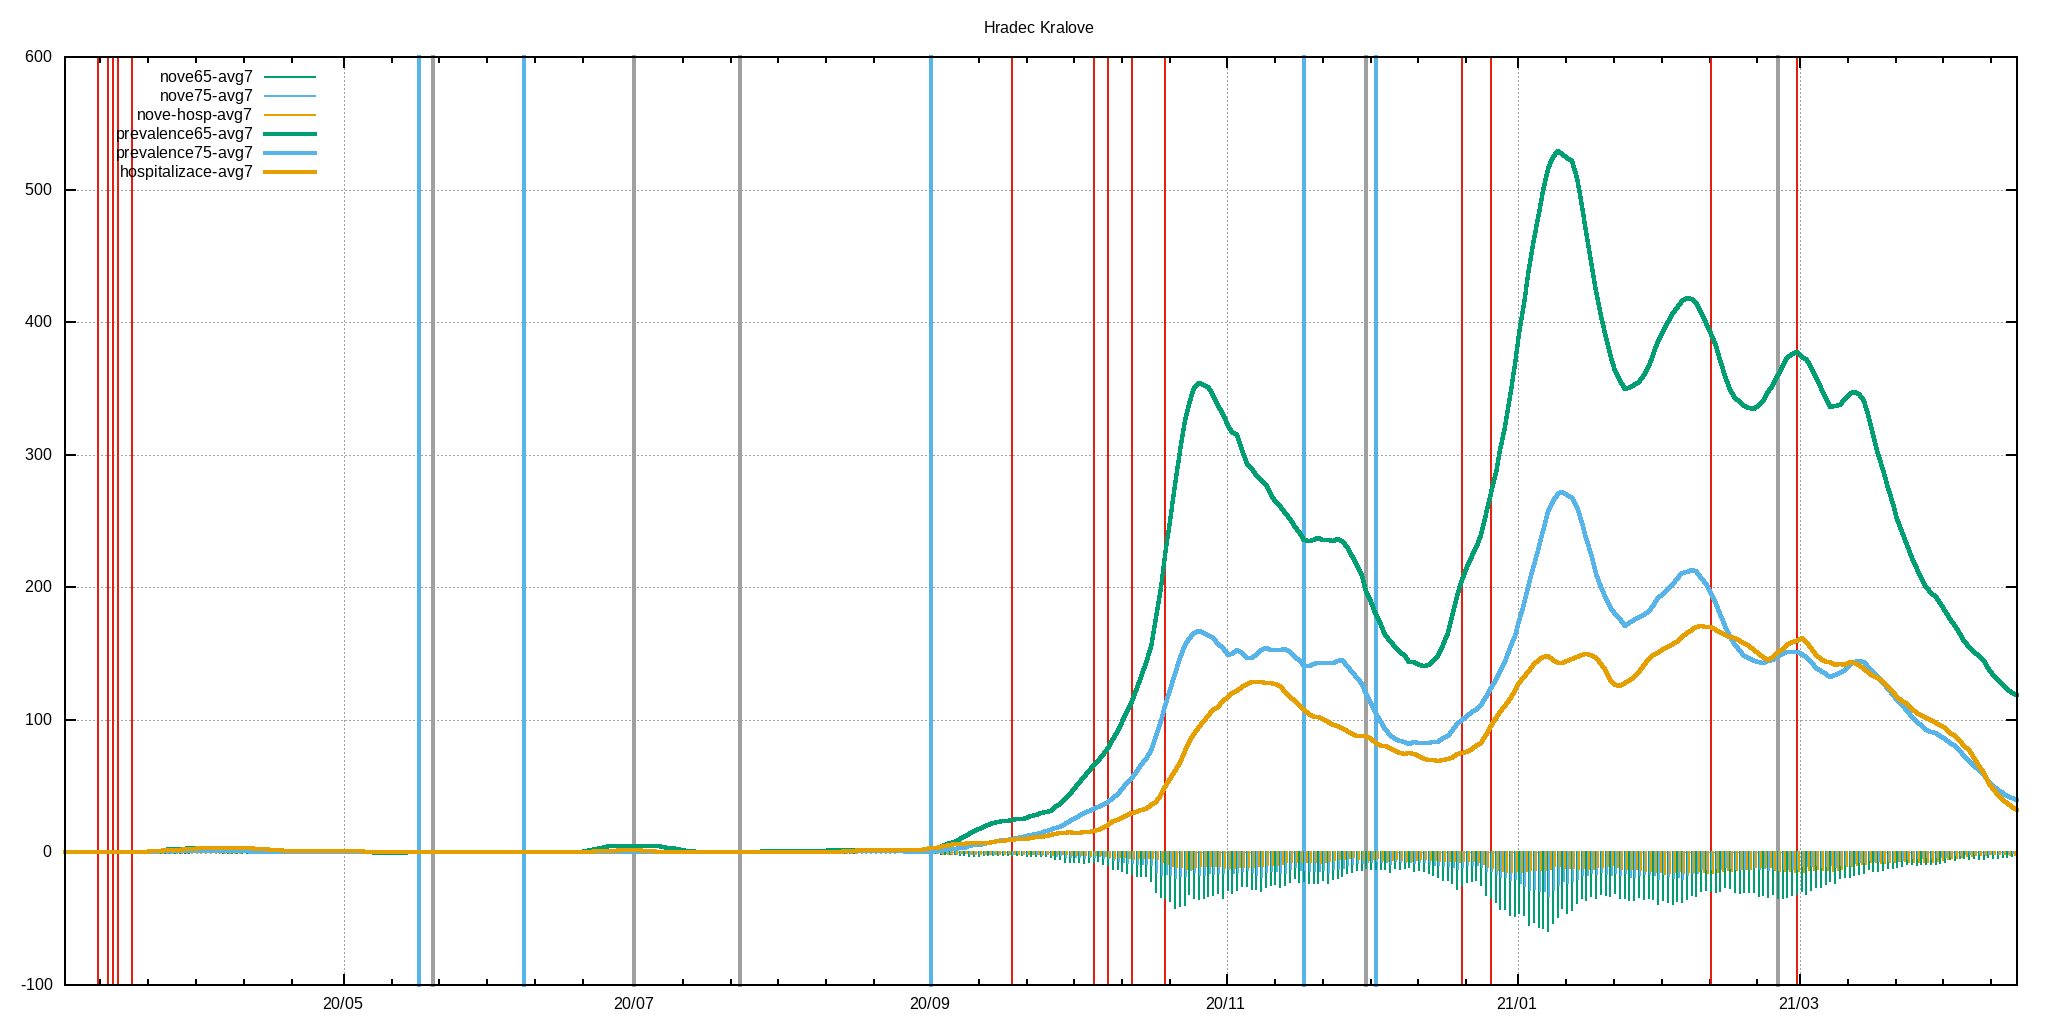 Hradec Kralove
600
500
400
300
200
100
0
-100
nove65-avg7
nove75-avg7
nove-hosp-avg7
prevalence65-avg7
prevalence75-avg7
hospitalizace-avg7
20/05
20/07
20/09
20/11
21/01
21/03